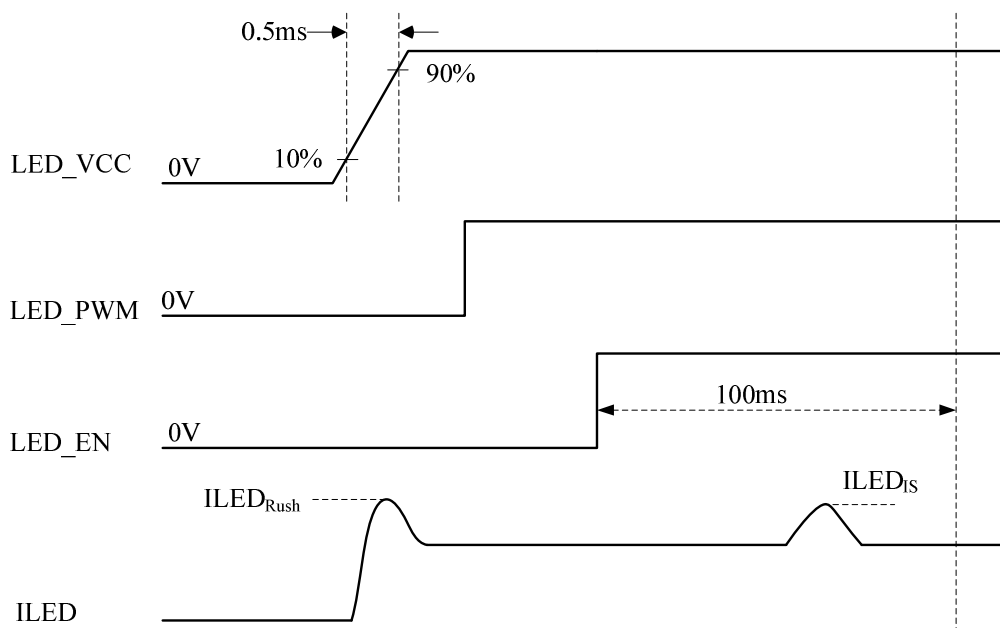 0.5ms
90%
10%
LED_VCC
0V
0V
LED_PWM
100ms
0V
LED_EN
ILEDIS
ILEDRush
ILED